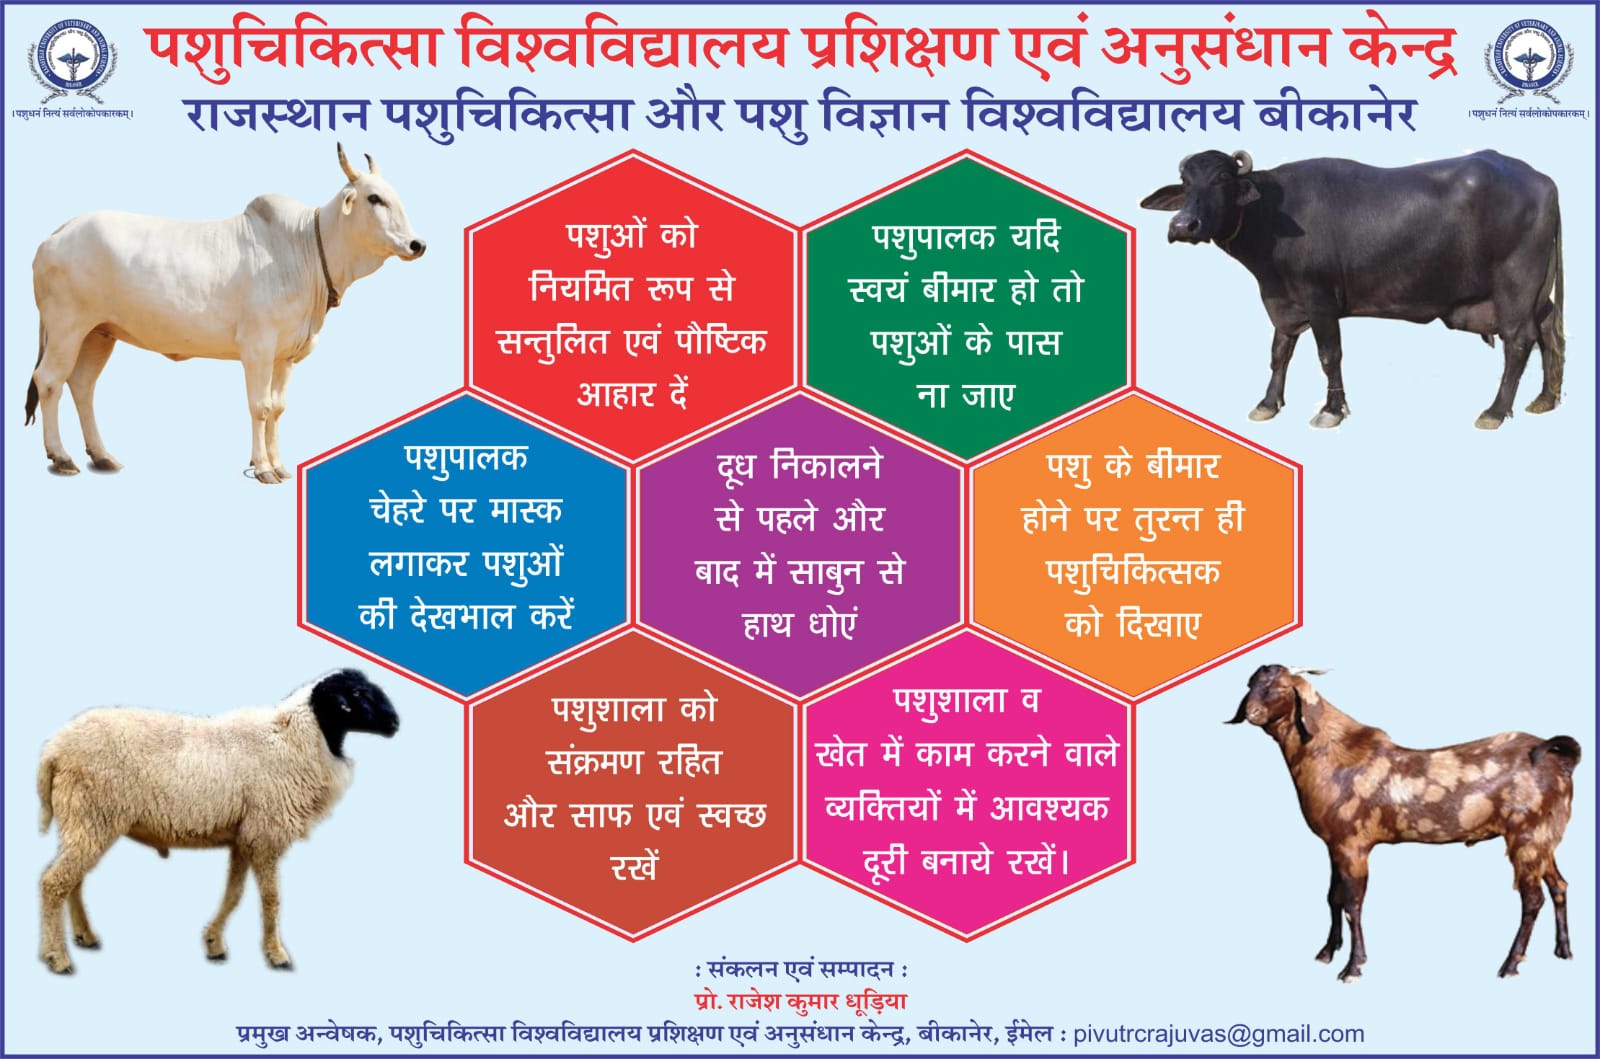 पशुचिकित्सा विश्वविद्यालय प्रशिक्षण एवं अनुसंधान केन्द्र
राजस्थान पशुचिकित्सा और पशु विज्ञान विश्वविद्यालय बीकानेर
। पशुधनं नित्यं सर्वलोकोपकारकम् ।
। पशुधनं नित्यं सर्वलोकोपकारकम् ।
पशुओं को
नियमित रूप से
सन्तुलित एवं पौष्टिक
आहार दें
पशुपालक यदि
स्वयं बीमार हो तो
पशुओं के पास
ना जाए
पशुपालक
चेहरे पर मास्क
लगाकर पशुओं
की देखभाल करें
दूध निकालने
से पहले और
बाद में साबुन से
हाथ धोएं
पशु के बीमार
होने पर तुरन्त ही
पशुचिकित्सक
को दिखाए
पशुशाला को
संक्रमण रहित
और साफ एवं स्वच्छ
रखें
पशुशाला व
खेत में काम करने वाले
व्यक्तियों में आवश्यक
दूरी बनाये रखें।
: संकलन एवं सम्पादन :
प्रो. राजेश कुमार धूड़िया
प्रमुख अन्वेषक, पशुचिकित्सा विश्वविद्यालय प्रशिक्षण एवं अनुसंधान केन्द्र, बीकानेर, ईमेल : pivutrcrajuvas@gmail.com